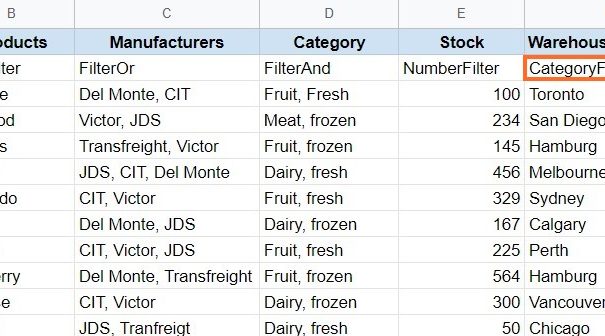 B C D E
oducts Manufacturers Category Stock Warehous
ter FilterOr FilterAnd NumberFilter CategoryF
e Del Monte, CIT Fruit, Fresh 100 Toronto
od Victor, JDS Meat, frozen 234 San Diego
s Transfreight, Victor Fruit, frozen 145 Hamburg
JDS, CIT, Del Monte Dairy, fresh 456 Melbourne
do CIT, Victor Fruit, fresh 329 Sydney
Del Monte, JDS Dairy, frozen 167 Calgary
CIT, Victor, JDS Fruit, fresh 225 Perth
erry Del Monte, Transfreight Fruit, frozen 564 Hamburg
se CIT, Victor Dairy, frozen 300 Vancouver
JDS, Tranfreigt Dairy, fresh 50 Chicago